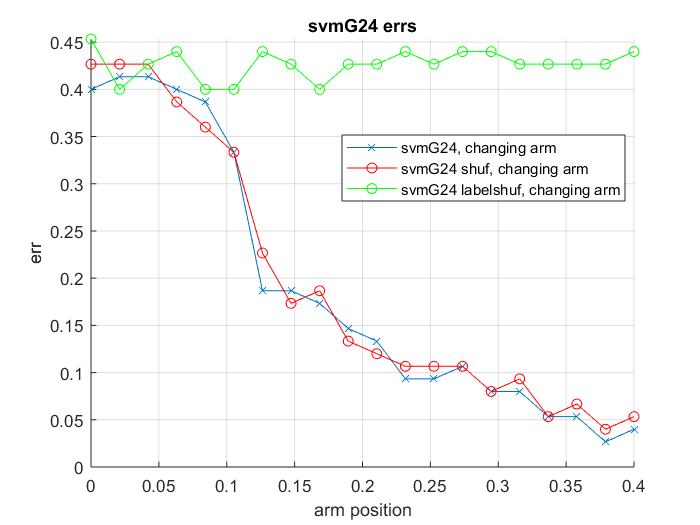 svmG24 errs
0.45
0.4
0.35
0.3
0.25
0.2
0.15
0.1
0.05
0
err
svmG24, changing arm
svmG24 shuf, changing arm
svmG24 labelshuf, changing arm
0 0.05 0.1 0.15 0.2 0.25 0.3 0.35 0.4
arm position